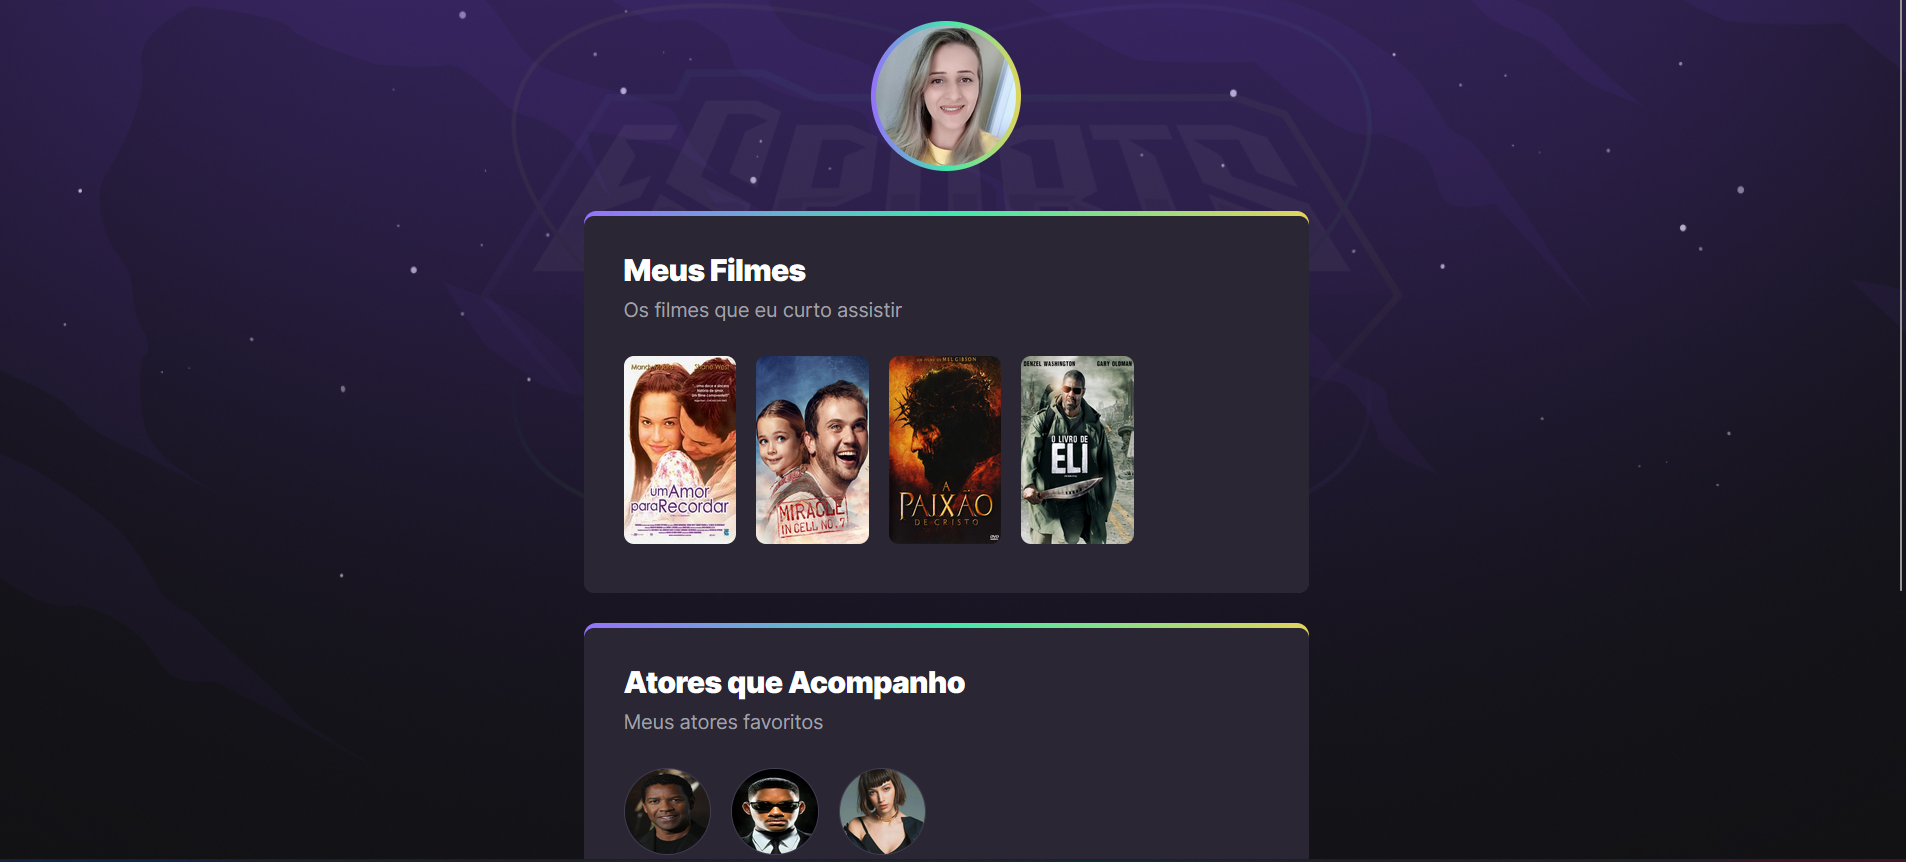 ESPORTS
Meus Filmes
Os filmes que eu curto assistir
Mandy
Shane West
um Amor
para Recordar
MIRACLE
IN CELL NO. 7
UM FILME DE MEL GIBSON
A
PAIXÃO
DE CRISTO
DVD
DENZEL WASHINGTON GARY OLDMAN
O LIVRO DE
ELI
Atores que Acompanho
Meus atores favoritos